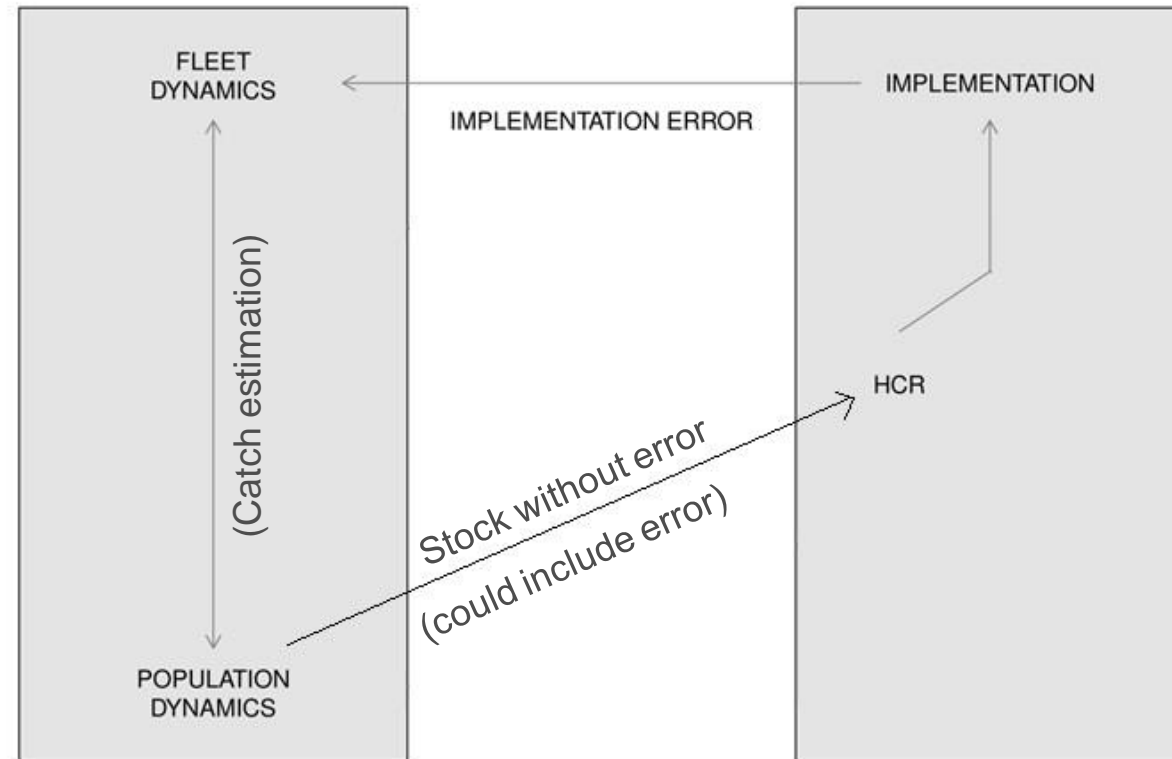 FLEET
DYNAMICS
IMPLEMENTATION
IMPLEMENTATION ERROR
(Catch estimation)
HCR
Stock without error
(could include error)
POPULATION
DYNAMICS